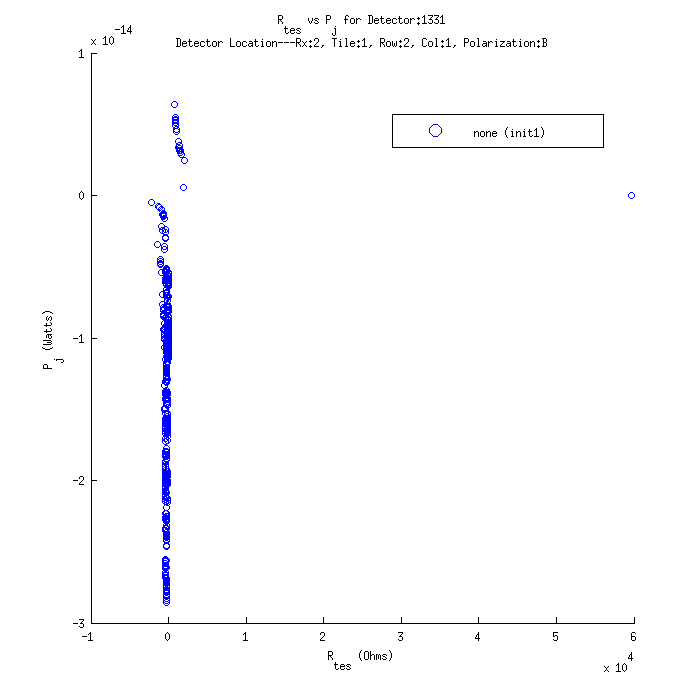 R_tes vs P_j for Detector:1331
Detector Location---Rx:2, Tile:1, Row:2, Col:1, Polarization:B
x 10^-14
none (init1)
1
0
-1
-2
-3
P_j (Watts)
-1 0 1 2 3 4 5 6
R_tes (Ohms)
x 10^4